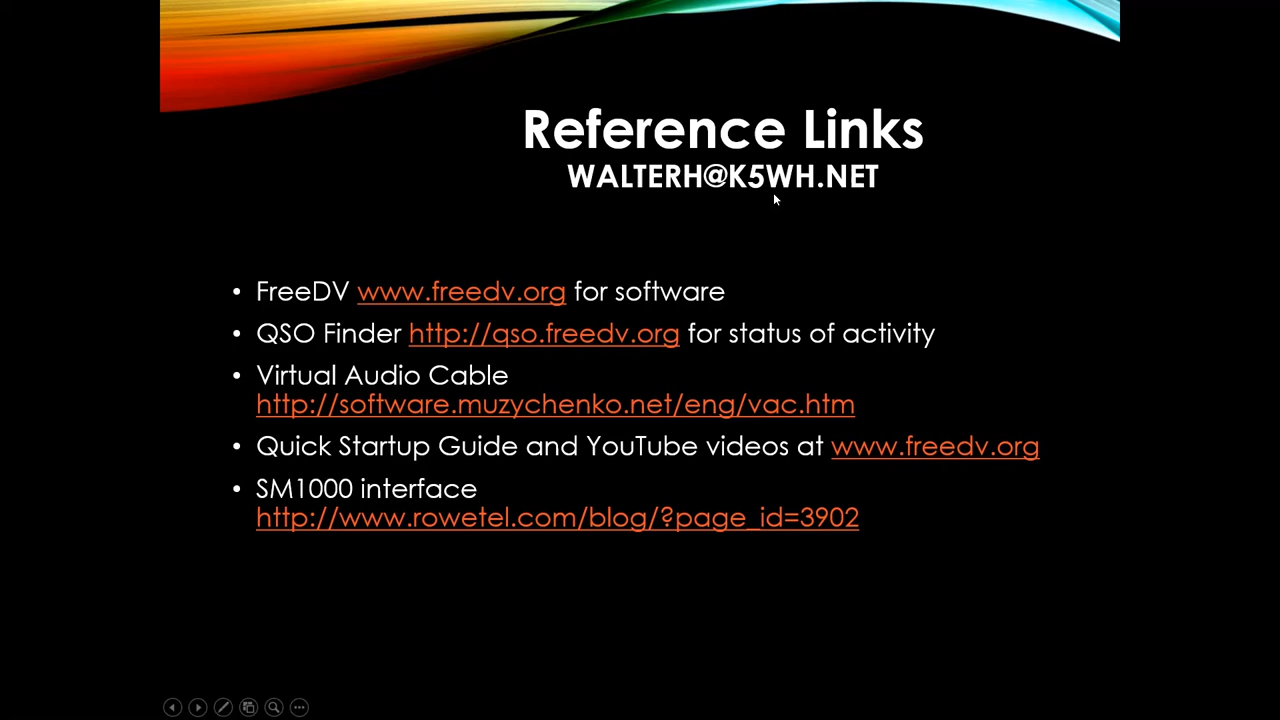 Reference Links
WALTERH@K5WH.NET
• FreeDV www.freedv.org for software
• QSO Finder http://qso.freedv.org for status of activity
• Virtual Audio Cable
http://software.muzychenko.net/eng/vac.htm
• Quick Startup Guide and YouTube videos at www.freedv.org
• SM1000 interface
http://www.rowetel.com/blog/?page_id=3902